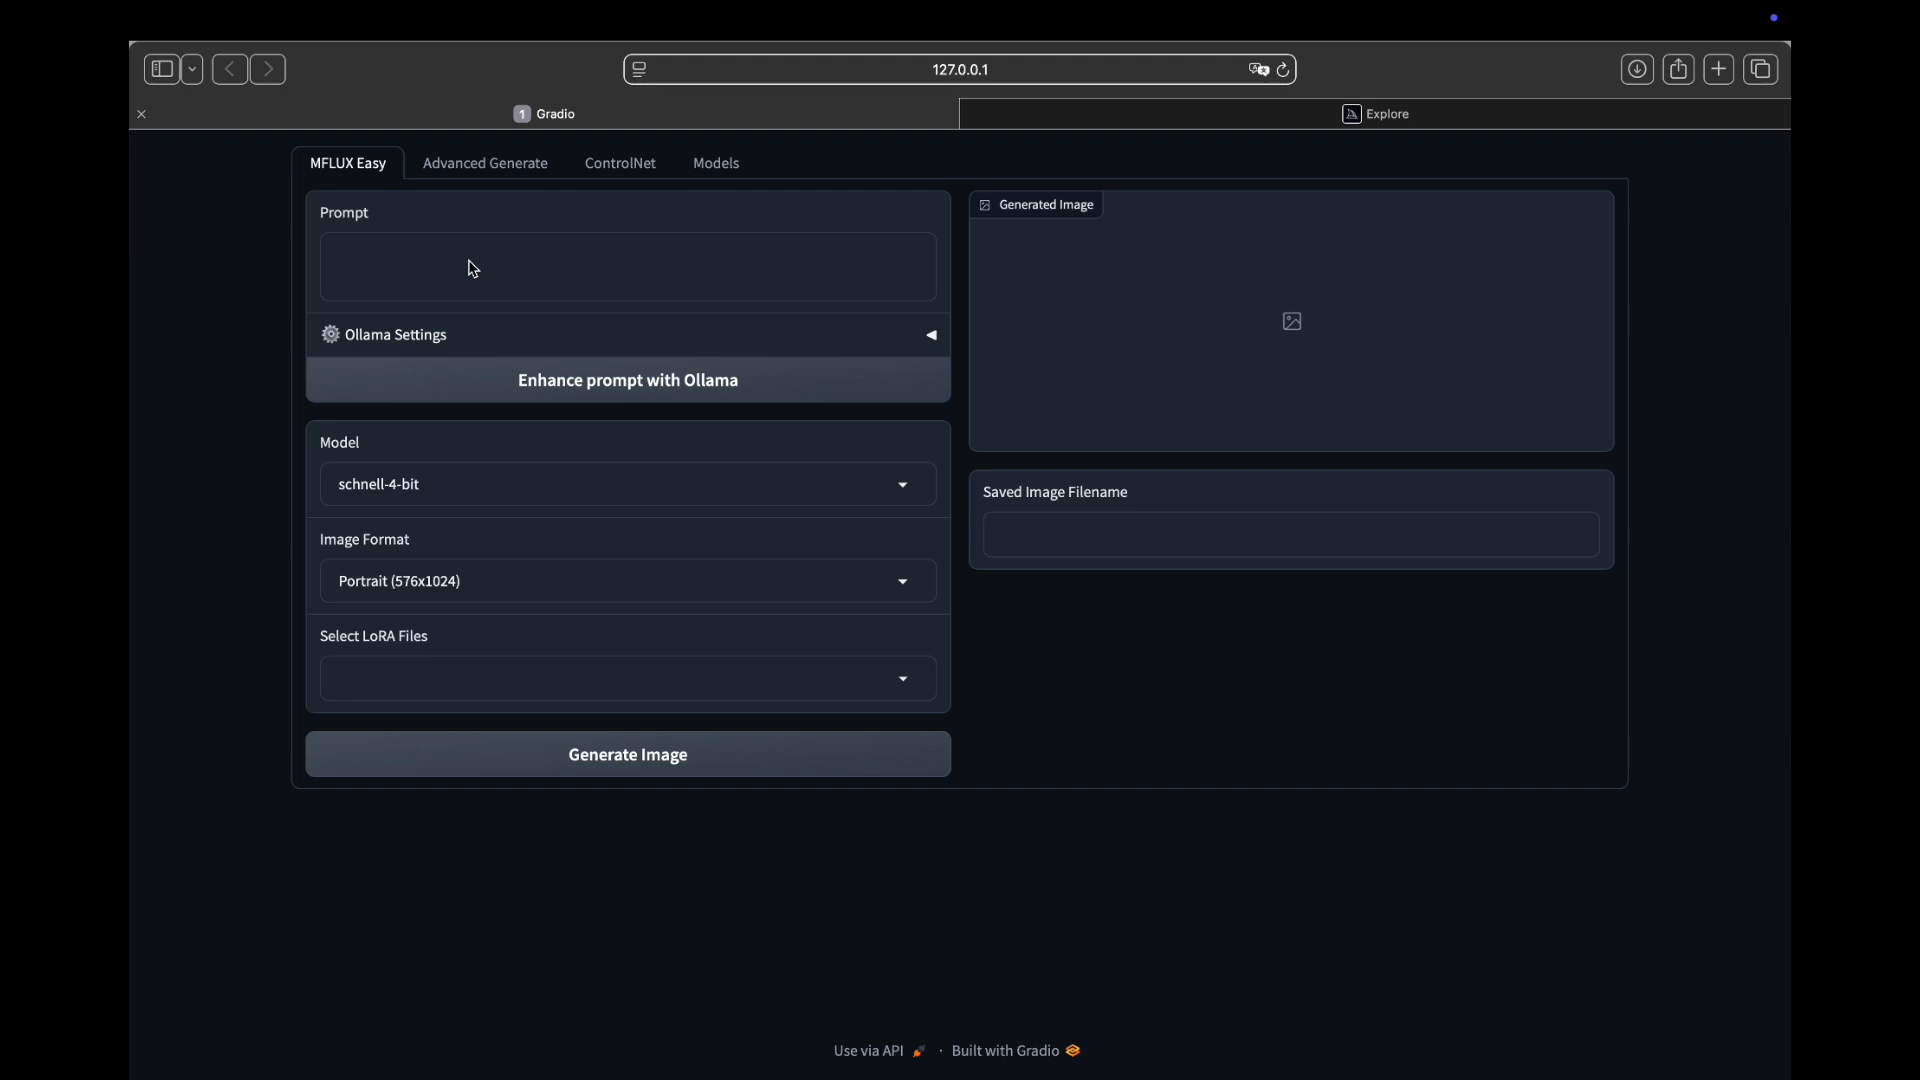 127.0.0.1
1 Gradio
Explore
MFLUX Easy
Advanced Generate
ControlNet
Models
Prompt
Ollama Settings
Enhance prompt with Ollama
Model
schnell-4-bit
Image Format
Portrait (576x1024)
Select LoRA Files
Generate Image
Generated Image
Saved Image Filename
Use via API · Built with Gradio